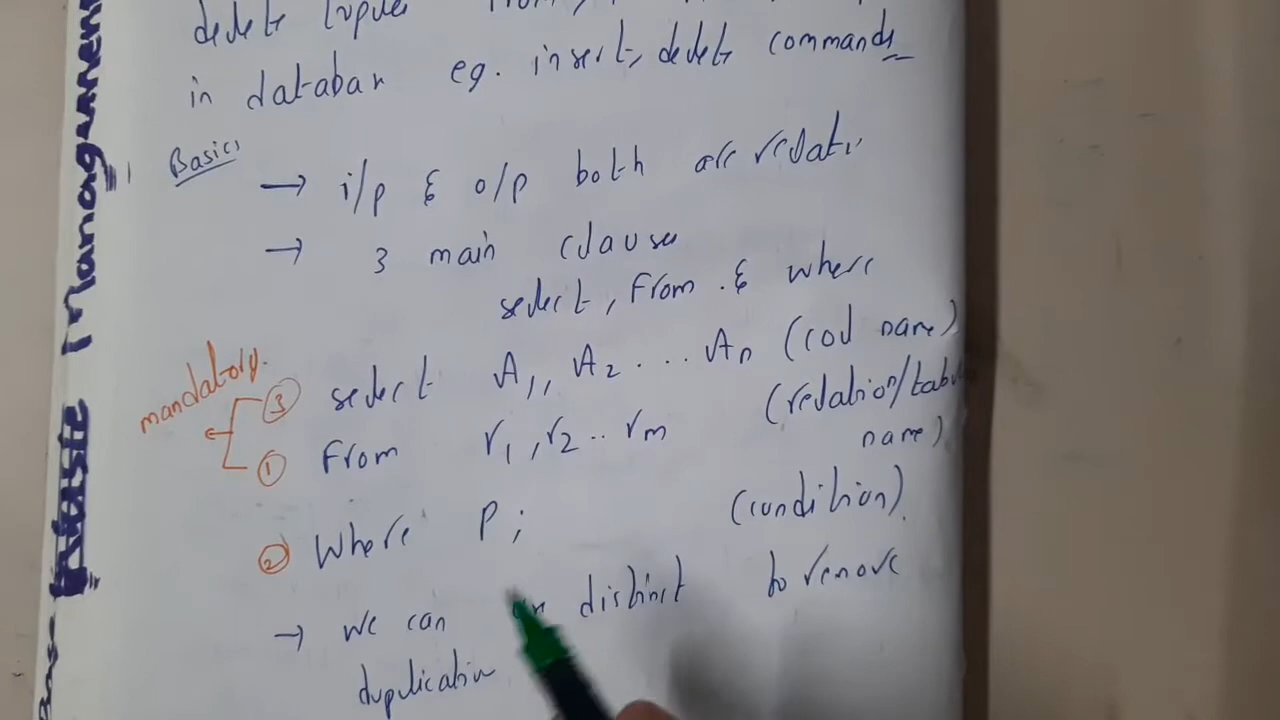 delete tuples from,
in database eg. insert, delete commands
Basics
→ i/p & o/p both are relation
→ 3 main clauses
select, From & where
mandatory.
③ select A1, A2 ... An (col name)
① From r1, r2 .. rm (relation/table name)
② Where P; (condition).
→ we can distinct to remove
duplication
Base Management